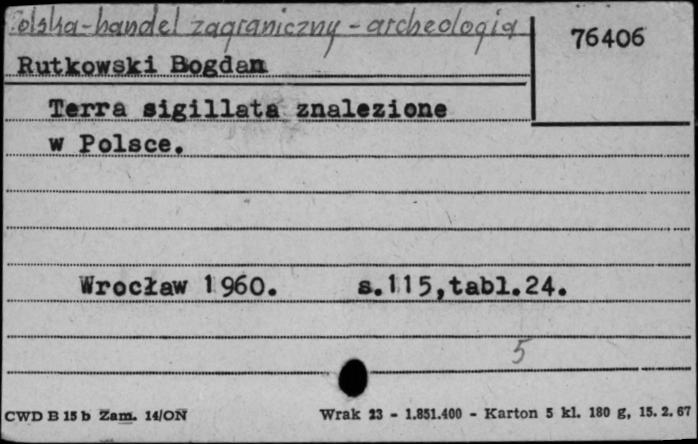 Polska-handel zagraniczny - archeologia
76406
Rutkowski Bogdan
Terra sigillata znalezione
w Polsce.
Wrocław 1960. s.115,tabl.24.
5
CWD B 15 b Zam. 14/ON Wrak 23 - 1.851.400 - Karton 5 kl. 180 g, 15. 2. 67